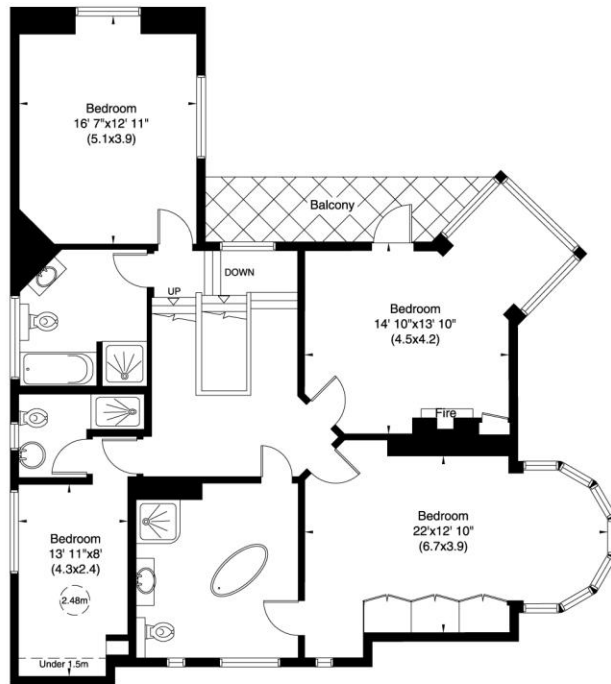 Bedroom
16' 7"x12' 11"
(5.1x3.9)
Balcony
DOWN
UP
Bedroom
14' 10"x13' 10"
(4.5x4.2)
Fire
Bedroom
22'x12' 10"
(6.7x3.9)
Bedroom
13' 11"x8'
(4.3x2.4)
2.48m
Under 1.5m